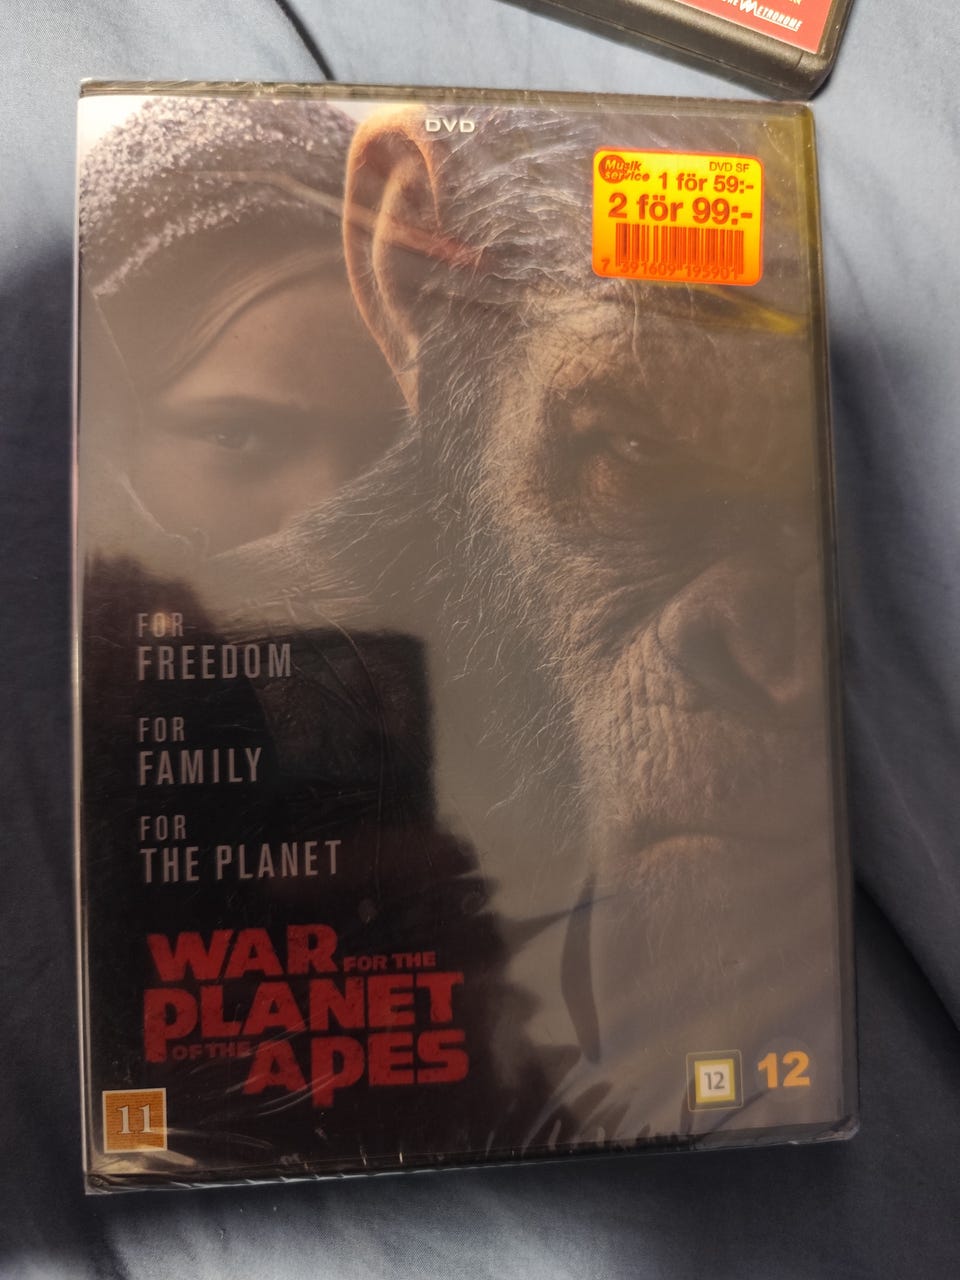 METRONOME
DVD
Musik service
DVD SF
1 för 59:-
2 för 99:-
7 391609 195901
FOR
FREEDOM
FOR
FAMILY
FOR
THE PLANET
WAR FOR THE
PLANET
OF THE APES
12
12
11